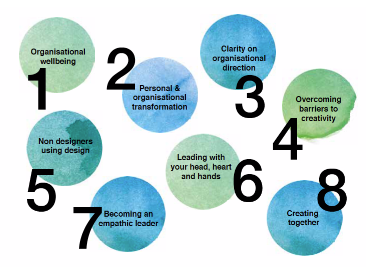 Organisational
wellbeing
1
2
Personal &
organisational
transformation
Clarity on
organisational
direction
3
Overcoming
barriers to
creativity
4
Non designers
using design
5
Leading with
your head, heart
and hands
6
7
Becoming an
empathic leader
8
Creating
together